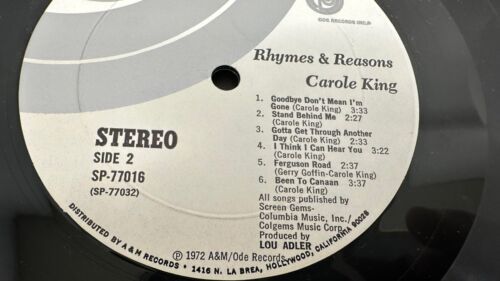 ODE RECORDS INC.®
Rhymes & Reasons
Carole King
1. Goodbye Don't Mean I'm
Gone (Carole King) 3:33
2. Stand Behind Me 2:27
(Carole King)
3. Gotta Get Through Another
Day (Carole King) 2:33
4. I Think I Can Hear You 3:22
(Carole King)
5. Ferguson Road 2:37
(Gerry Goffin-Carole King)
6. Been To Canaan 3:38
(Carole King)
All songs published by
Screen Gems-
Columbia Music, Inc./
Colgems Music Corp.
Produced by
LOU ADLER
STEREO
SIDE 2
SP-77016
(SP-77032)
℗ 1972 A&M/Ode Records
DISTRIBUTED BY A & M RECORDS • 1416 N. LA BREA, HOLLYWOOD, CALIFORNIA 90028